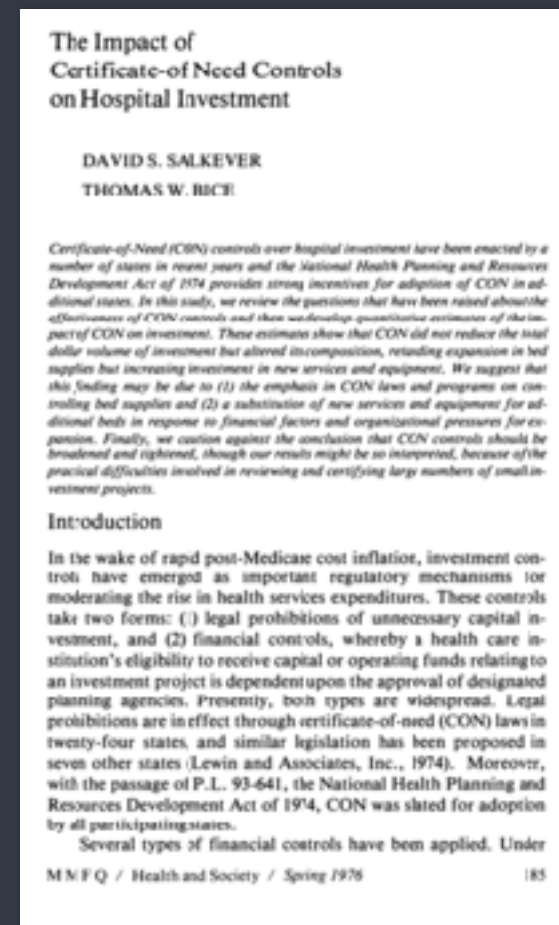 The Impact of
Certificate-of Need Controls
on Hospital Investment
DAVID S. SALKEVER
THOMAS W. BICE
Certificate-of-Need (CON) controls over hospital investment have been enacted by a
number of states in recent years and the National Health Planning and Resources
Development Act of 1974 provides strong incentives for adoption of CON in ad-
ditional states. In this study, we review the questions that have been raised about the
effectiveness of CON controls and then we develop quantitative estimates of the im-
pact of CON on investment. These estimates show that CON did not reduce the total
dollar volume of investment but altered its composition, retarding expansion in bed
supplies but increasing investment in new services and equipment. We suggest that
this finding may be due to (1) the emphasis in CON laws and programs on con-
trolling bed supplies and (2) a substitution of new services and equipment for ad-
ditional beds in response to financial factors and organizational pressures for ex-
pansion. Finally, we caution against the conclusion that CON controls should be
broadened and tightened, though our results might be so interpreted, because of the
practical difficulties involved in reviewing and certifying large numbers of small in-
vestment projects.
Introduction
In the wake of rapid post-Medicare cost inflation, investment con-
trols have emerged as important regulatory mechanisms for
moderating the rise in health services expenditures. These controls
take two forms: (1) legal prohibitions of unnecessary capital in-
vestment, and (2) financial controls, whereby a health care in-
stitution's eligibility to receive capital or operating funds relating to
an investment project is dependent upon the approval of designated
planning agencies. Presently, both types are widespread. Legal
prohibitions are in effect through certificate-of-need (CON) laws in
twenty-four states, and similar legislation has been proposed in
seven other states (Lewin and Associates, Inc., 1974). Moreover,
with the passage of P.L. 93-641, the National Health Planning and
Resources Development Act of 1974, CON was slated for adoption
by all participating states.
Several types of financial controls have been applied. Under
M M F Q / Health and Society / Spring 1976
185